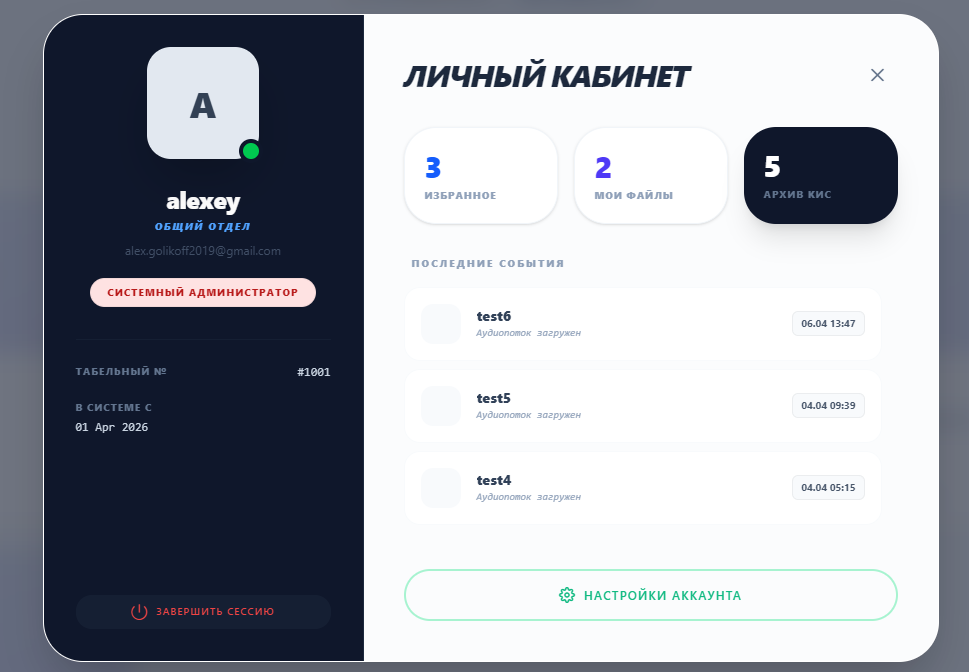 A
alexey
ОБЩИЙ ОТДЕЛ
alex.golikoff2019@gmail.com
СИСТЕМНЫЙ АДМИНИСТРАТОР
ТАБЕЛЬНЫЙ № #1001
В СИСТЕМЕ С
01 Apr 2026
ЗАВЕРШИТЬ СЕССИЮ
ЛИЧНЫЙ КАБИНЕТ
3
ИЗБРАННОЕ
2
МОИ ФАЙЛЫ
5
АРХИВ КИС
ПОСЛЕДНИЕ СОБЫТИЯ
test6
Аудиопоток загружен
06.04 13:47
test5
Аудиопоток загружен
04.04 09:39
test4
Аудиопоток загружен
04.04 05:15
НАСТРОЙКИ АККАУНТА